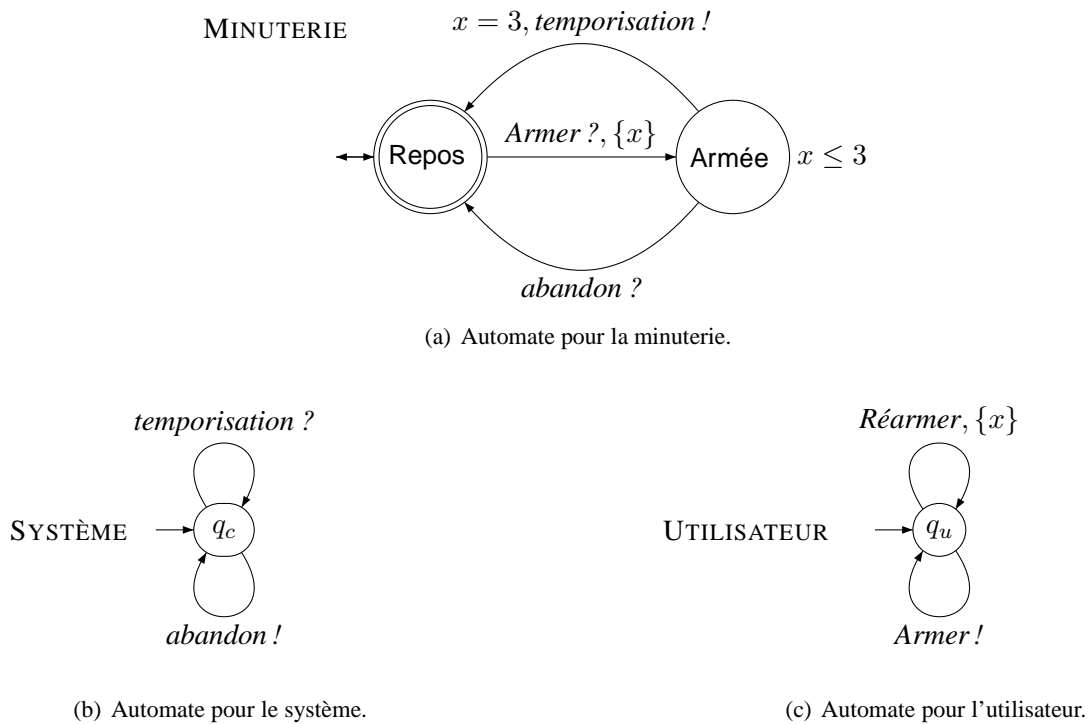 MINUTERIE
x = 3, temporisation !
Armer ?, {x}
Repos
Armée
x ≤ 3
abandon ?
(a) Automate pour la minuterie.
temporisation ?
SYSTÈME
q_c
abandon !
(b) Automate pour le système.
Réarmer, {x}
UTILISATEUR
q_u
Armer !
(c) Automate pour l'utilisateur.